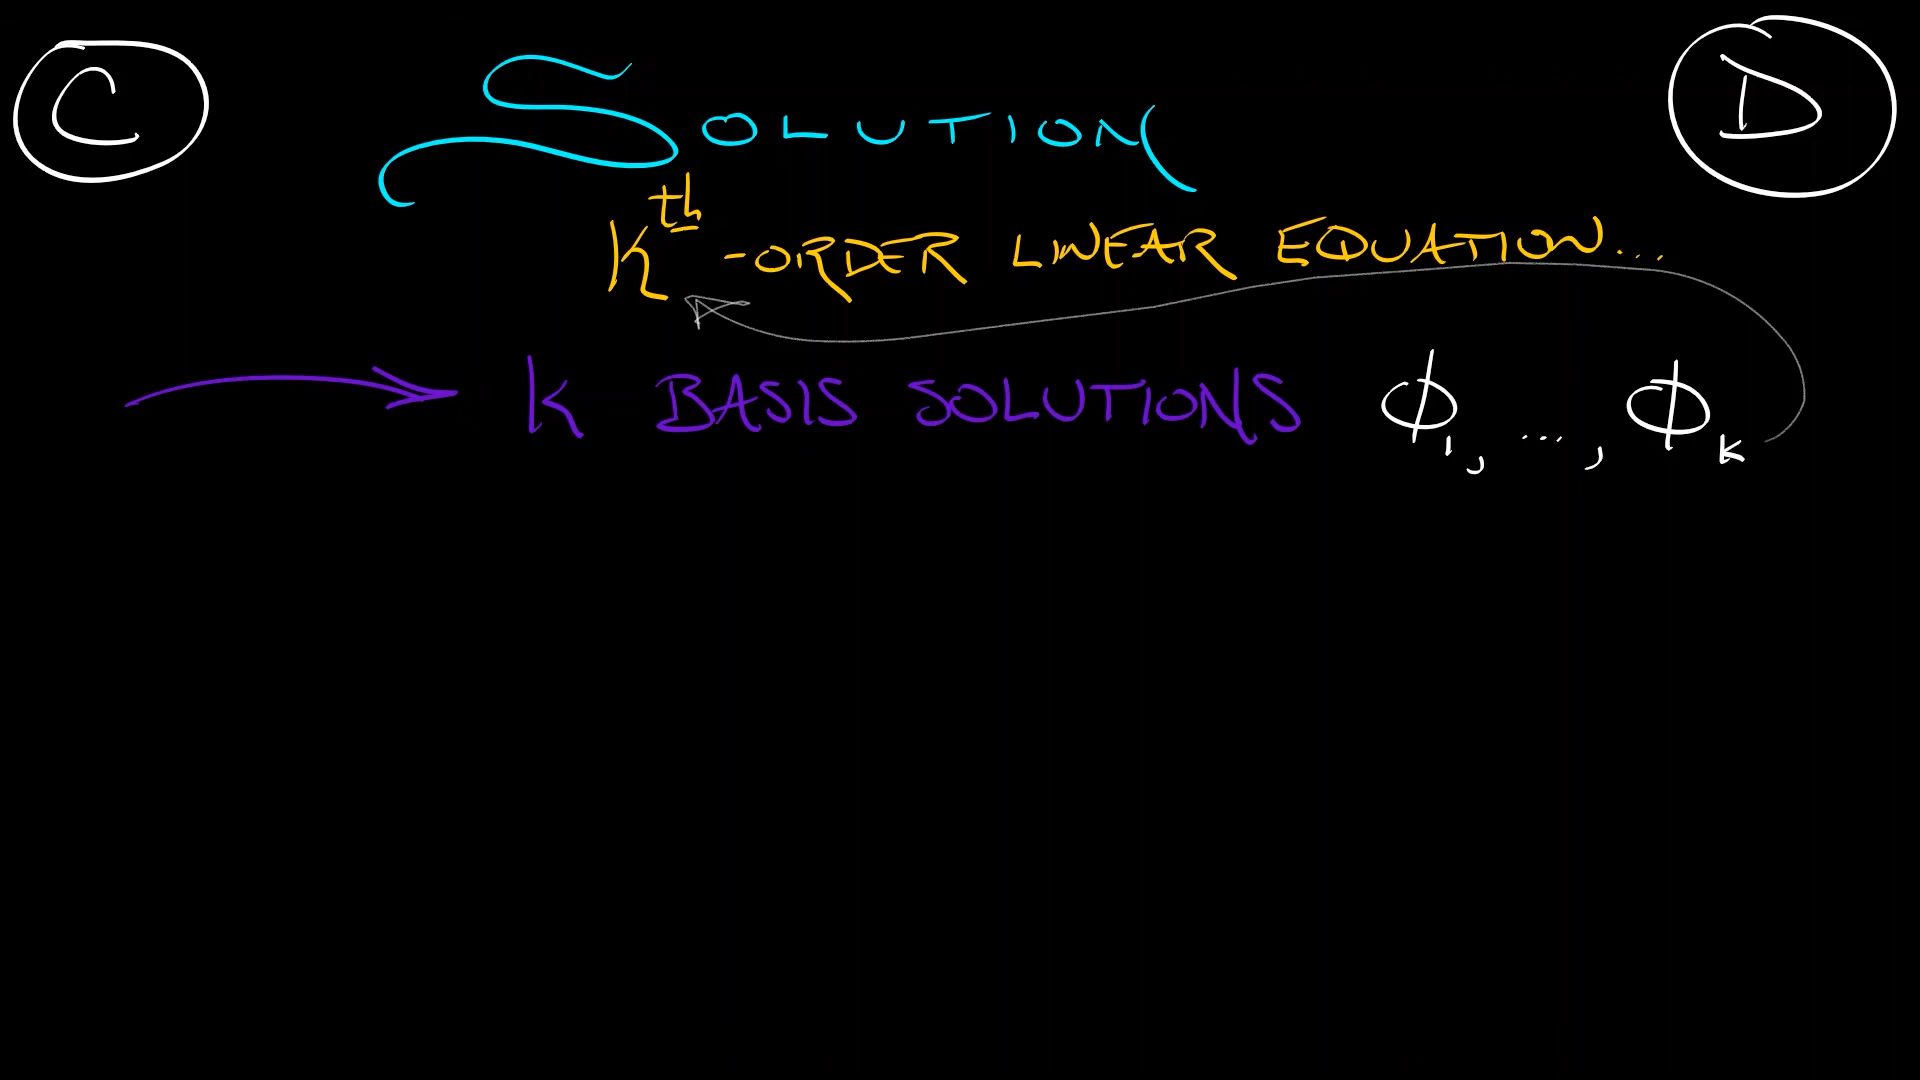 C SOLUTION D
Kth-ORDER LINEAR EQUATION...
K BASIS SOLUTIONS ϕ1, ..., ϕK